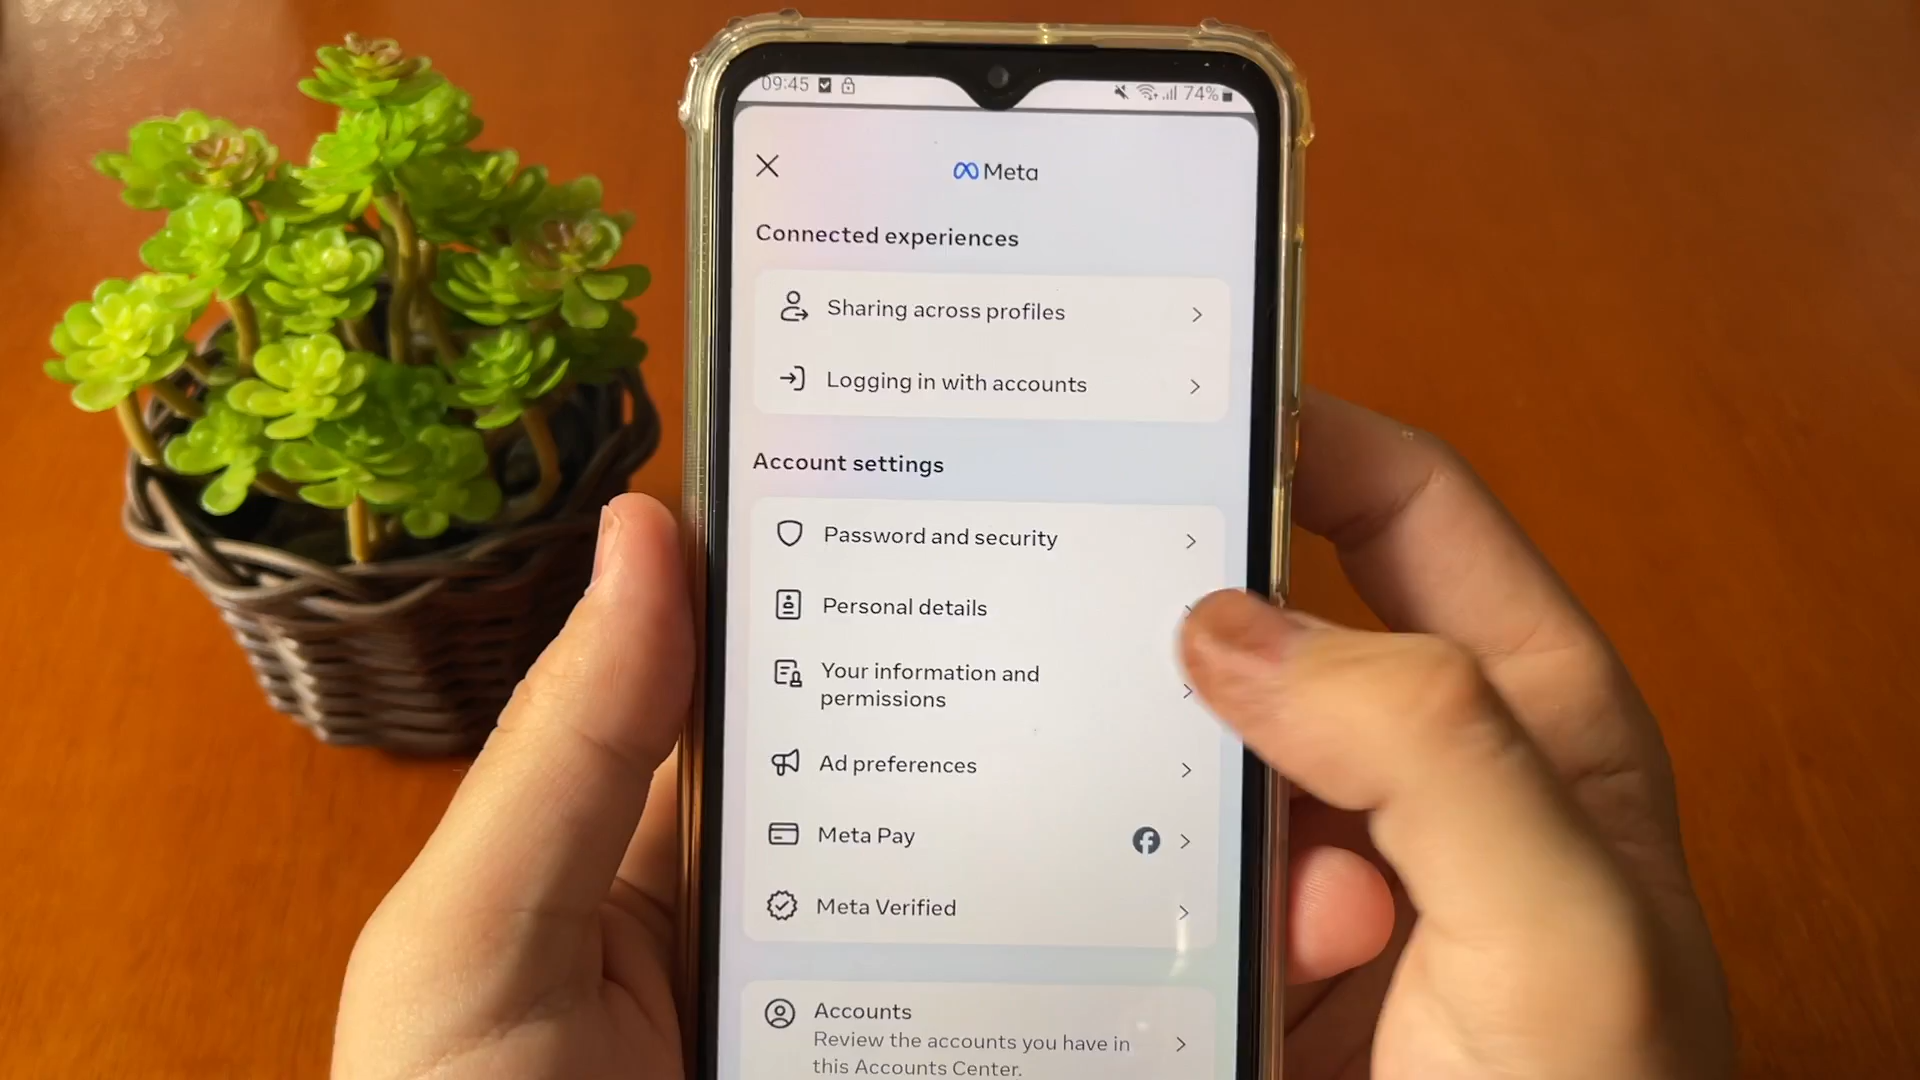 09:45
74%
Meta
Connected experiences
Sharing across profiles
Logging in with accounts
Account settings
Password and security
Personal details
Your information and
permissions
Ad preferences
Meta Pay
Meta Verified
Accounts
Review the accounts you have in
this Accounts Center.